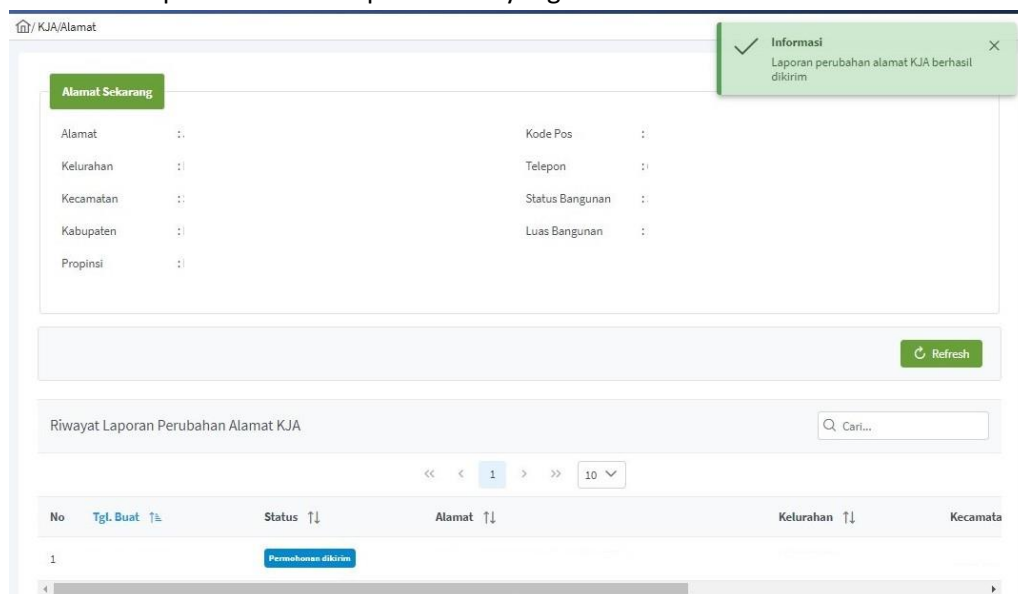 / KJA/Alamat
Informasi
Laporan perubahan alamat KJA berhasil
dikirim
Alamat Sekarang
Alamat :
Kode Pos :
Kelurahan :
Telepon :
Kecamatan :
Status Bangunan :
Kabupaten :
Luas Bangunan :
Propinsi :
Refresh
Riwayat Laporan Perubahan Alamat KJA
Cari...
<< < 1 > >> 10
No Tgl. Buat Status Alamat Kelurahan Kecamata
1 Permohonan dikirim